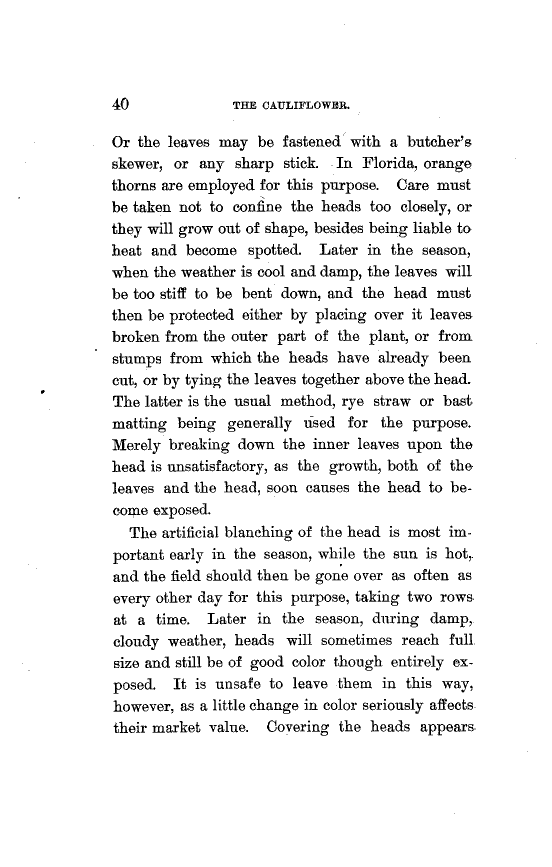 40 THE CAULIFLOWER.
Or the leaves may be fastened with a butcher's
skewer, or any sharp stick. In Florida, orange
thorns are employed for this purpose. Care must
be taken not to confine the heads too closely, or
they will grow out of shape, besides being liable to
heat and become spotted. Later in the season,
when the weather is cool and damp, the leaves will
be too stiff to be bent down, and the head must
then be protected either by placing over it leaves
broken from the outer part of the plant, or from
stumps from which the heads have already been
cut, or by tying the leaves together above the head.
The latter is the usual method, rye straw or bast
matting being generally used for the purpose.
Merely breaking down the inner leaves upon the
head is unsatisfactory, as the growth, both of the
leaves and the head, soon causes the head to be-
come exposed.
The artificial blanching of the head is most im-
portant early in the season, while the sun is hot,
and the field should then be gone over as often as
every other day for this purpose, taking two rows
at a time. Later in the season, during damp,
cloudy weather, heads will sometimes reach full
size and still be of good color though entirely ex-
posed. It is unsafe to leave them in this way,
however, as a little change in color seriously affects
their market value. Covering the heads appears